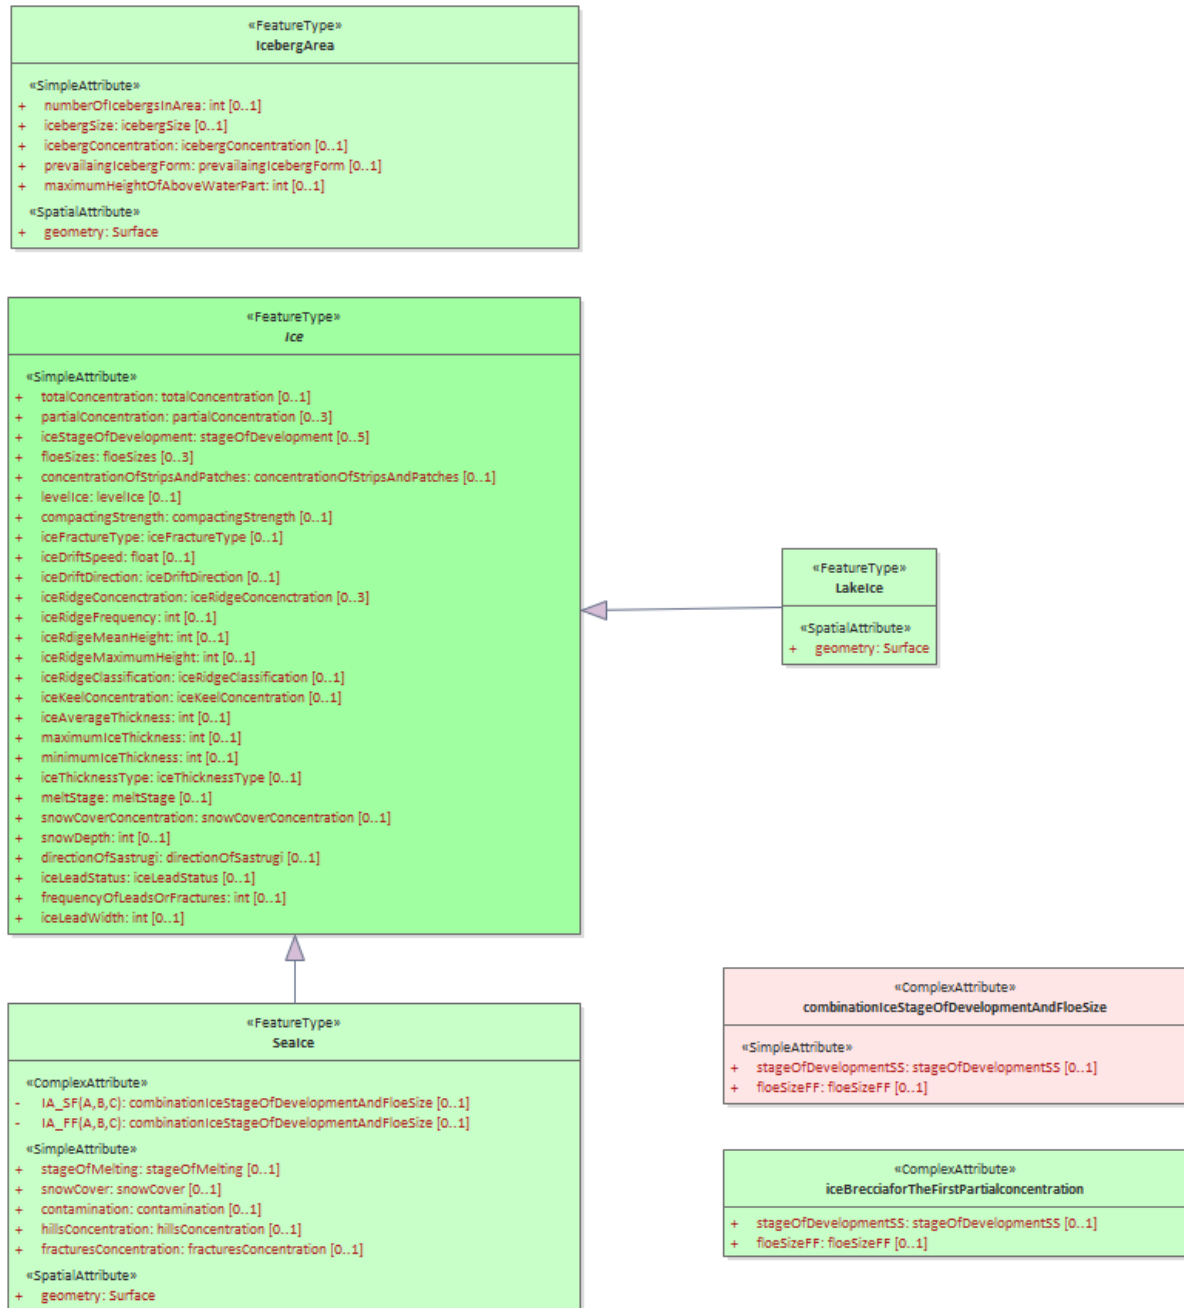 «FeatureType»
IcebergArea
«SimpleAttribute»
+ numberOfIcebergsInArea: int [0..1]
+ icebergSize: icebergSize [0..1]
+ icebergConcentration: icebergConcentration [0..1]
+ prevailaingIcebergForm: prevailaingIcebergForm [0..1]
+ maximumHeightOfAboveWaterPart: int [0..1]
«SpatialAttribute»
+ geometry: Surface
«FeatureType»
Ice
«SimpleAttribute»
+ totalConcentration: totalConcentration [0..1]
+ partialConcentration: partialConcentration [0..3]
+ iceStageOfDevelopment: stageOfDevelopment [0..5]
+ floeSizes: floeSizes [0..3]
+ concentrationOfStripsAndPatches: concentrationOfStripsAndPatches [0..1]
+ levelIce: levelIce [0..1]
+ compactingStrength: compactingStrength [0..1]
+ iceFractureType: iceFractureType [0..1]
+ iceDriftSpeed: float [0..1]
+ iceDriftDirection: iceDriftDirection [0..1]
+ iceRidgeConcenctration: iceRidgeConcenctration [0..3]
+ iceRidgeFrequency: int [0..1]
+ iceRdigeMeanHeight: int [0..1]
+ iceRidgeMaximumHeight: int [0..1]
+ iceRidgeClassification: iceRidgeClassification [0..1]
+ iceKeelConcentration: iceKeelConcentration [0..1]
+ iceAverageThickness: int [0..1]
+ maximumIceThickness: int [0..1]
+ minimumIceThickness: int [0..1]
+ iceThicknessType: iceThicknessType [0..1]
+ meltStage: meltStage [0..1]
+ snowCoverConcentration: snowCoverConcentration [0..1]
+ snowDepth: int [0..1]
+ directionOfSastrugi: directionOfSastrugi [0..1]
+ iceLeadStatus: iceLeadStatus [0..1]
+ frequencyOfLeadsOrFractures: int [0..1]
+ iceLeadWidth: int [0..1]
«FeatureType»
LakeIce
«SpatialAttribute»
+ geometry: Surface
«FeatureType»
SeaIce
«ComplexAttribute»
- IA_SF(A,B,C): combinationIceStageOfDevelopmentAndFloeSize [0..1]
- IA_FF(A,B,C): combinationIceStageOfDevelopmentAndFloeSize [0..1]
«SimpleAttribute»
+ stageOfMelting: stageOfMelting [0..1]
+ snowCover: snowCover [0..1]
+ contamination: contamination [0..1]
+ hillsConcentration: hillsConcentration [0..1]
+ fracturesConcentration: fracturesConcentration [0..1]
«SpatialAttribute»
+ geometry: Surface
«ComplexAttribute»
combinationIceStageOfDevelopmentAndFloeSize
«SimpleAttribute»
+ stageOfDevelopmentSS: stageOfDevelopmentSS [0..1]
+ floeSizeFF: floeSizeFF [0..1]
«ComplexAttribute»
iceBrecciaforTheFirstPartialconcentration
+ stageOfDevelopmentSS: stageOfDevelopmentSS [0..1]
+ floeSizeFF: floeSizeFF [0..1]